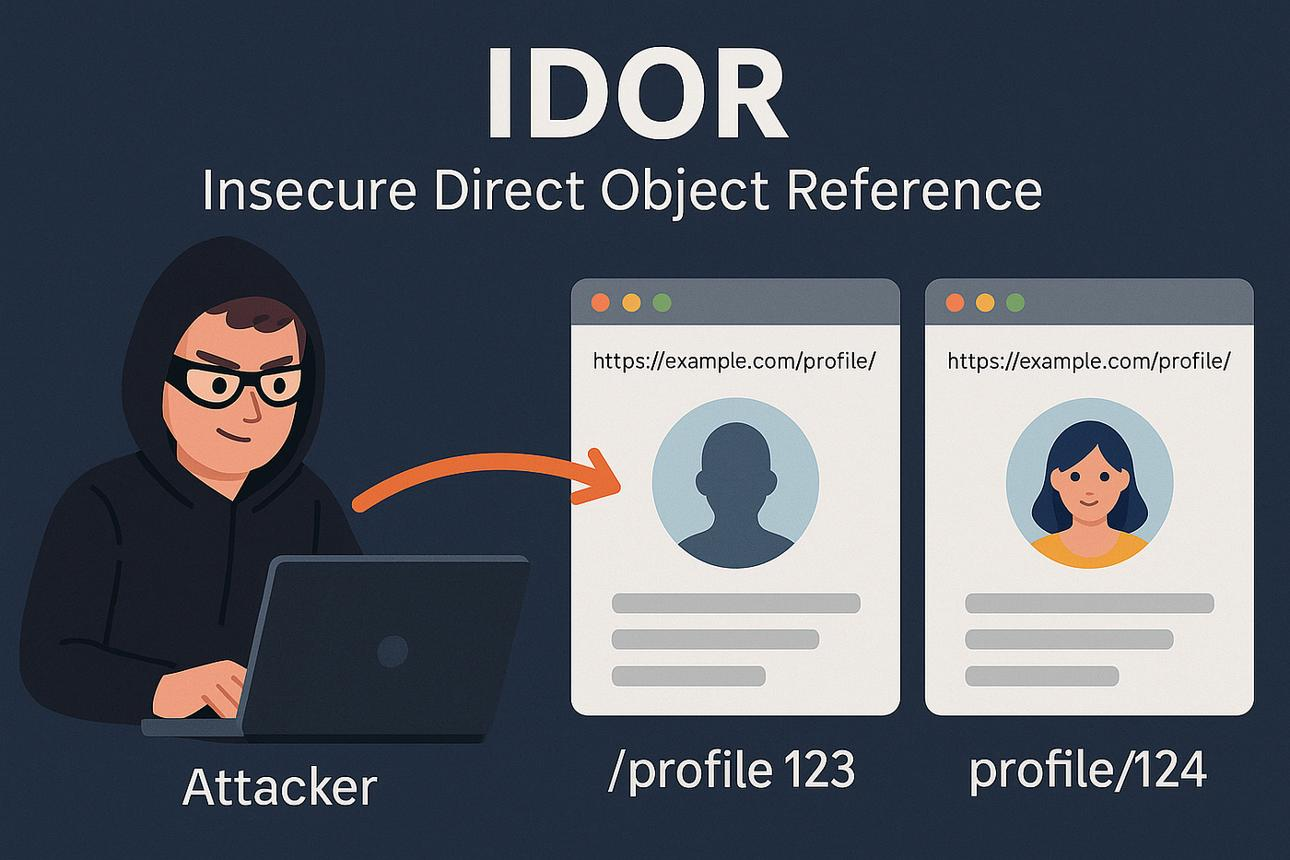 IDOR
Insecure Direct Object Reference
https://example.com/profile/
https://example.com/profile/
Attacker
/profile 123
profile/124